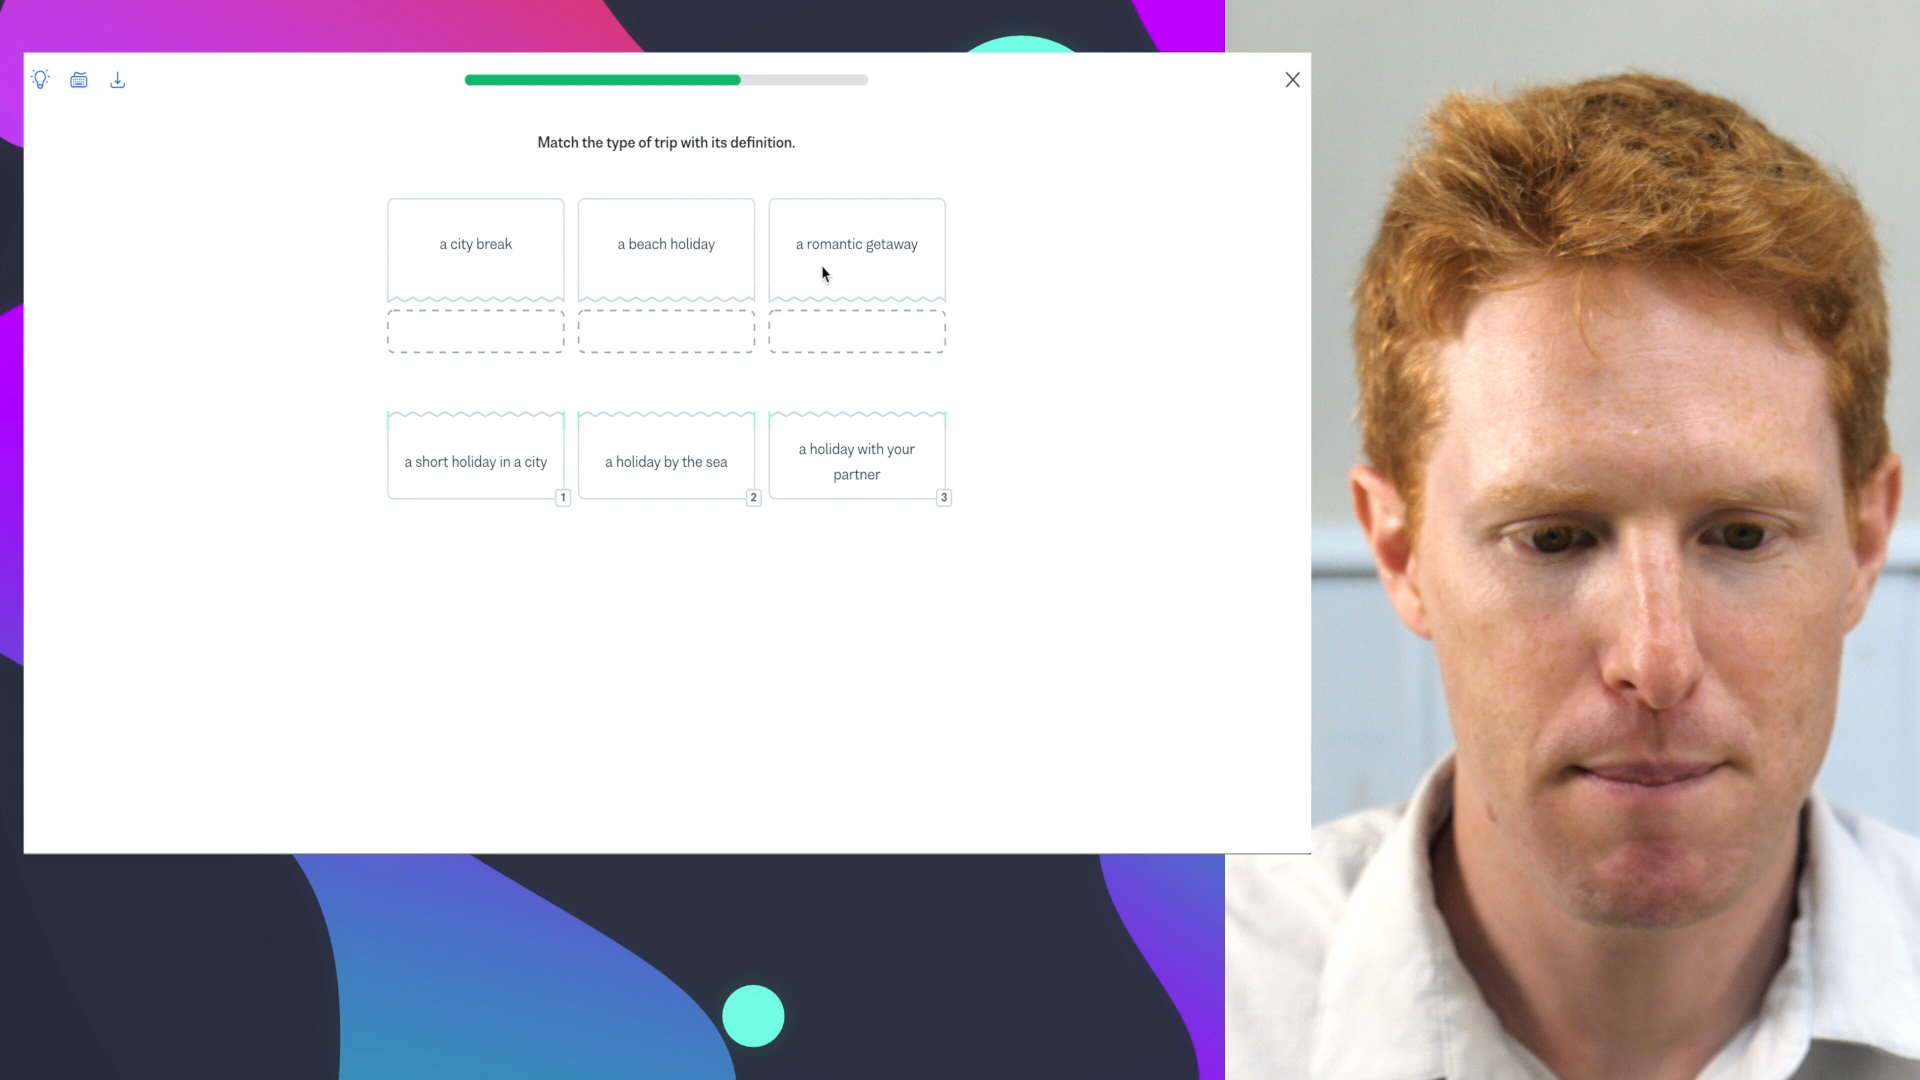 Match the type of trip with its definition.
a city break
a beach holiday
a romantic getaway
a short holiday in a city
1
a holiday by the sea
2
a holiday with your
partner
3